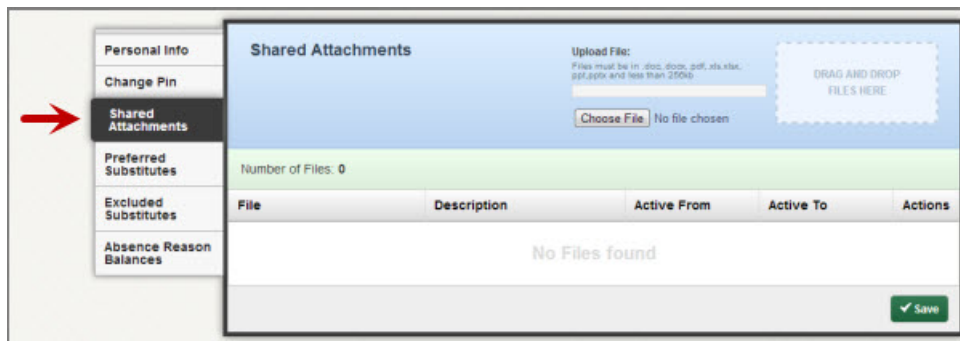 Personal Info
Change Pin
Shared
Attachments
Preferred
Substitutes
Excluded
Substitutes
Absence Reason
Balances
Shared Attachments
Upload File:
Files must be in .doc, docx, .pdf, .xls.xlsx,
ppt,pptx and less than 256kb
Choose File No file chosen
DRAG AND DROP
FILES HERE
Number of Files: 0
File Description Active From Active To Actions
No Files found
Save